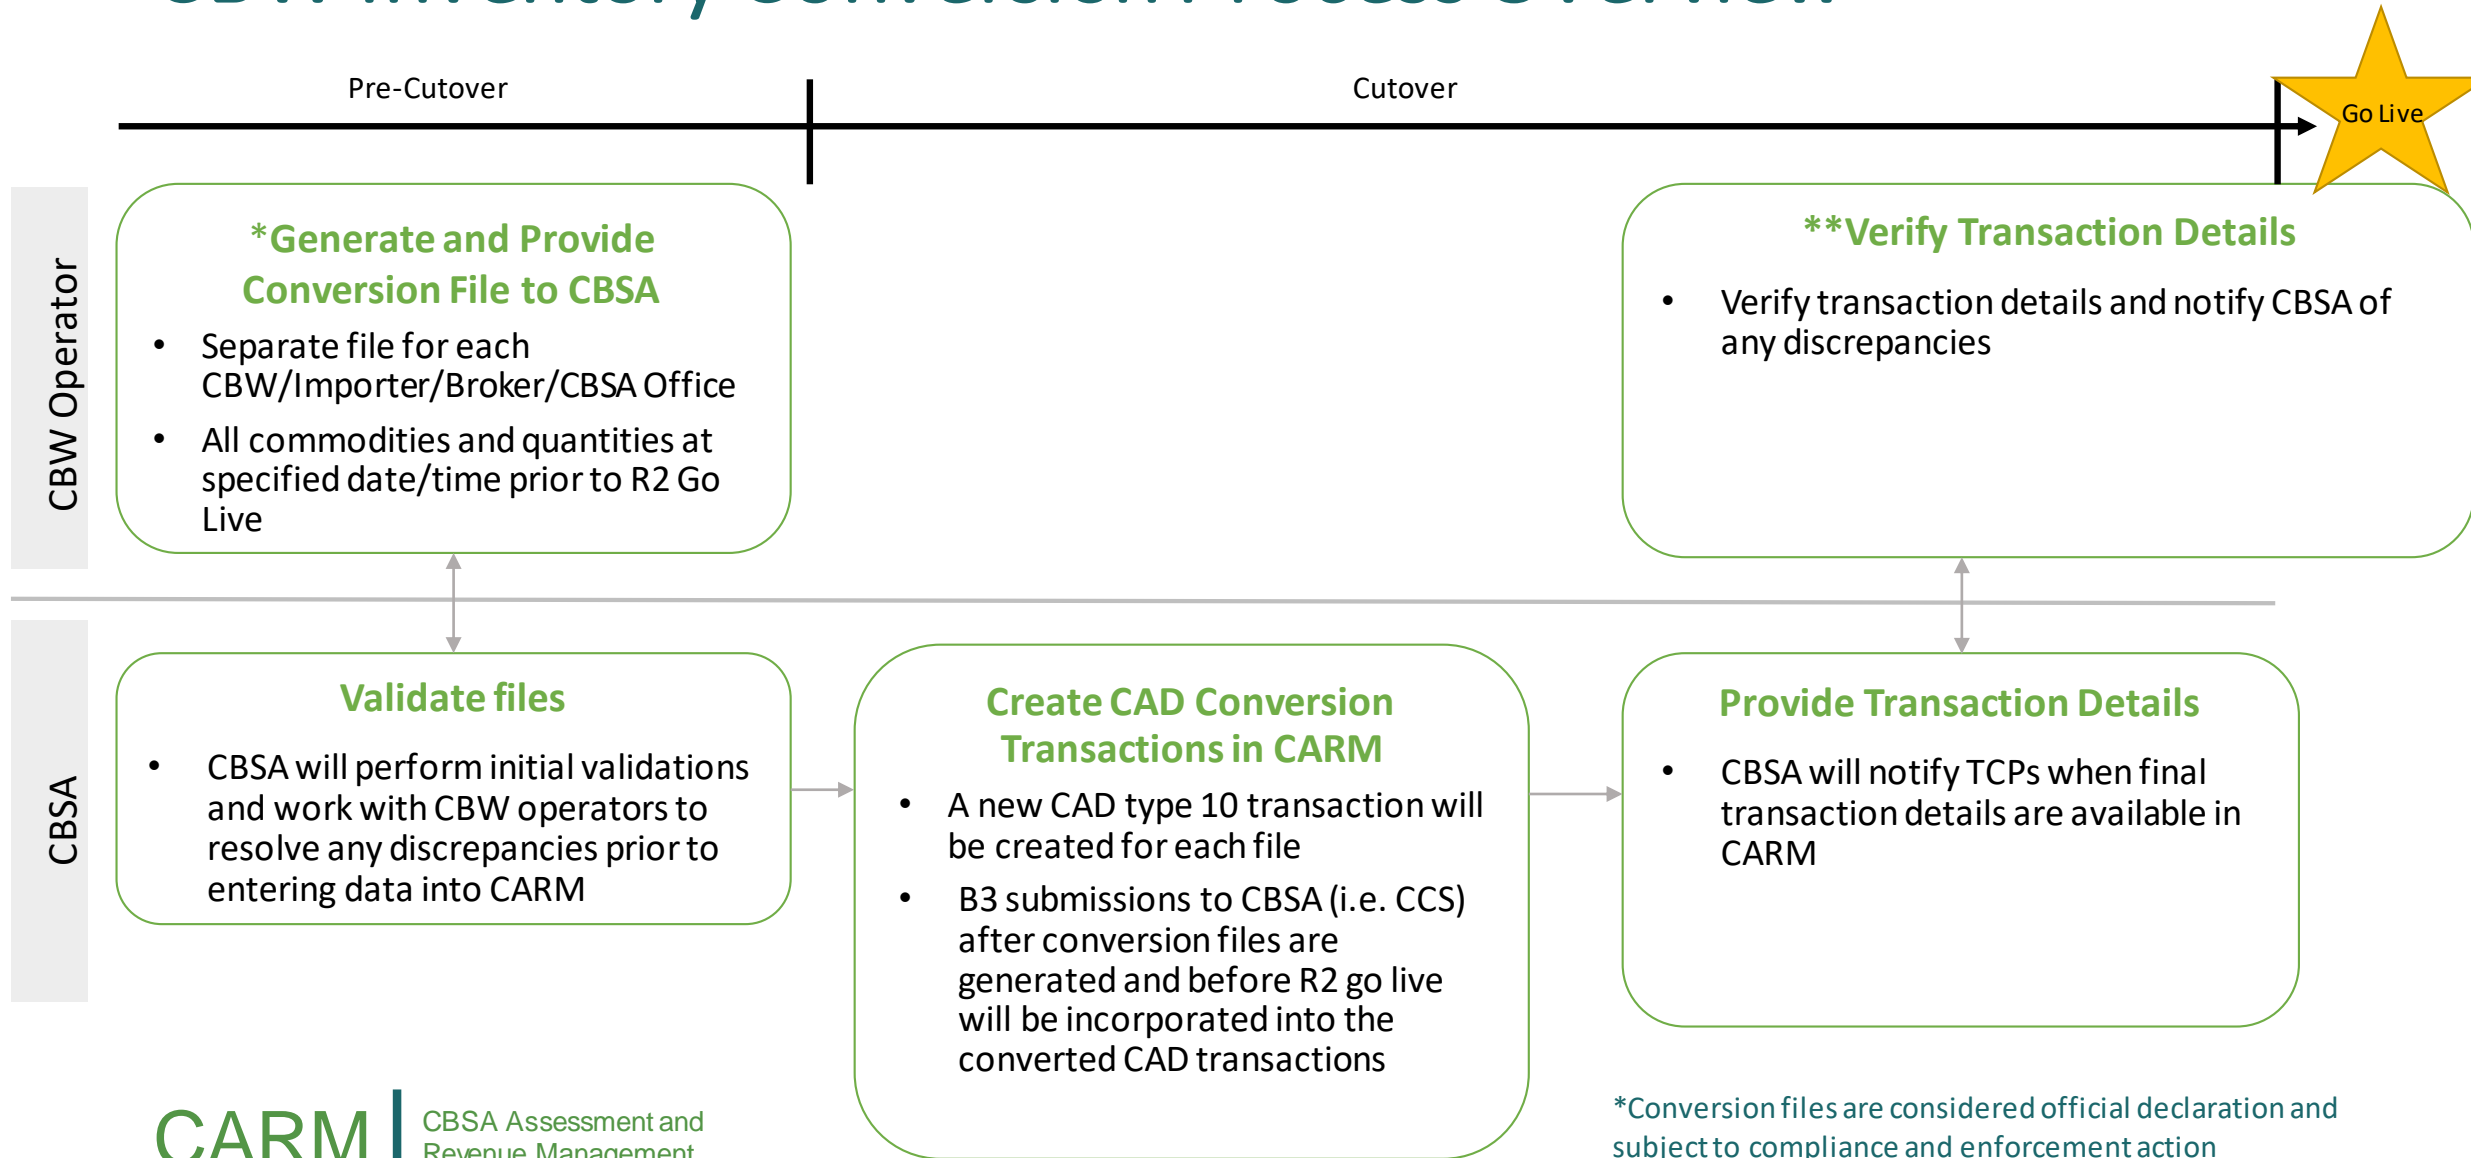 CBW Inventory Conversion Process Overview
Pre-Cutover
Cutover
Go Live
CBW Operator
*Generate and Provide
Conversion File to CBSA
• Separate file for each
CBW/Importer/Broker/CBSA Office
• All commodities and quantities at
specified date/time prior to R2 Go
Live
**Verify Transaction Details
• Verify transaction details and notify CBSA of
any discrepancies
CBSA
Validate files
• CBSA will perform initial validations
and work with CBW operators to
resolve any discrepancies prior to
entering data into CARM
Create CAD Conversion
Transactions in CARM
• A new CAD type 10 transaction will
be created for each file
• B3 submissions to CBSA (i.e. CCS)
after conversion files are
generated and before R2 go live
will be incorporated into the
converted CAD transactions
Provide Transaction Details
• CBSA will notify TCPs when final
transaction details are available in
CARM
CARM
CBSA Assessment and
Revenue Management
*Conversion files are considered official declaration and
subject to compliance and enforcement action